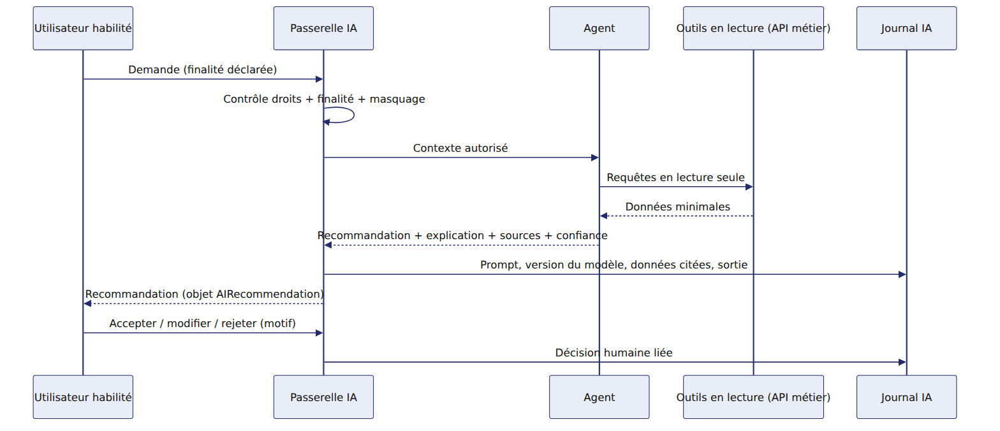 Utilisateur habilité
Passerelle IA
Agent
Outils en lecture (API métier)
Journal IA
Demande (finalité déclarée)
Contrôle droits + finalité + masquage
Contexte autorisé
Requêtes en lecture seule
Données minimales
Recommandation + explication + sources + confiance
Prompt, version du modèle, données citées, sortie
Recommandation (objet AIRecommendation)
Accepter / modifier / rejeter (motif)
Décision humaine liée
Utilisateur habilité
Passerelle IA
Agent
Outils en lecture (API métier)
Journal IA